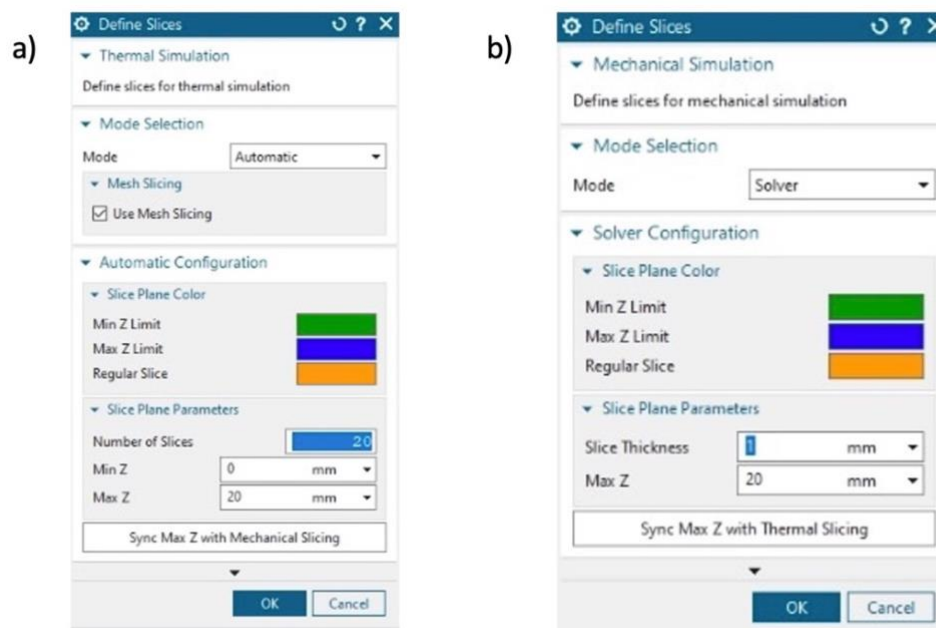 a)
Define Slices
Thermal Simulation
Define slices for thermal simulation
Mode Selection
Mode Automatic
Mesh Slicing
Use Mesh Slicing
Automatic Configuration
Slice Plane Color
Min Z Limit
Max Z Limit
Regular Slice
Slice Plane Parameters
Number of Slices 20
Min Z 0 mm
Max Z 20 mm
Sync Max Z with Mechanical Slicing
OK Cancel
b)
Define Slices
Mechanical Simulation
Define slices for mechanical simulation
Mode Selection
Mode Solver
Solver Configuration
Slice Plane Color
Min Z Limit
Max Z Limit
Regular Slice
Slice Plane Parameters
Slice Thickness 1 mm
Max Z 20 mm
Sync Max Z with Thermal Slicing
OK Cancel